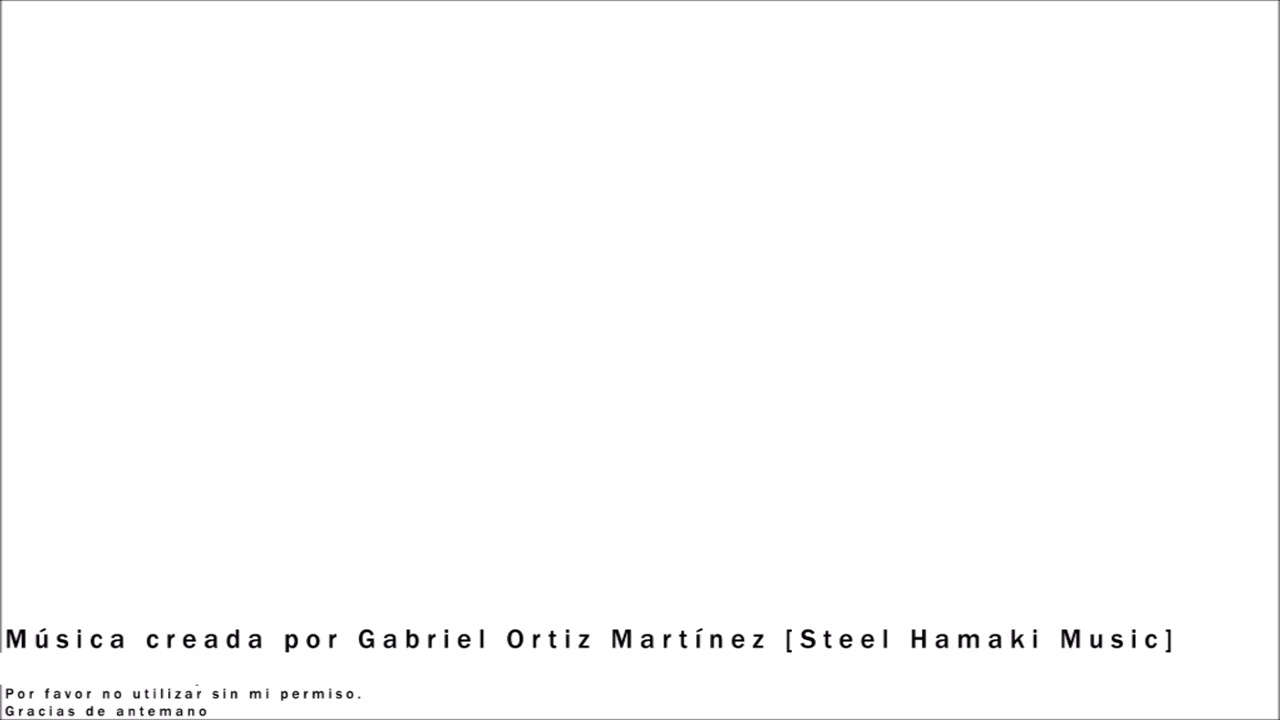 Música creada por Gabriel Ortiz Martínez [Steel Hamaki Music]
Por favor no utilizar sin mi permiso.
Gracias de antemano